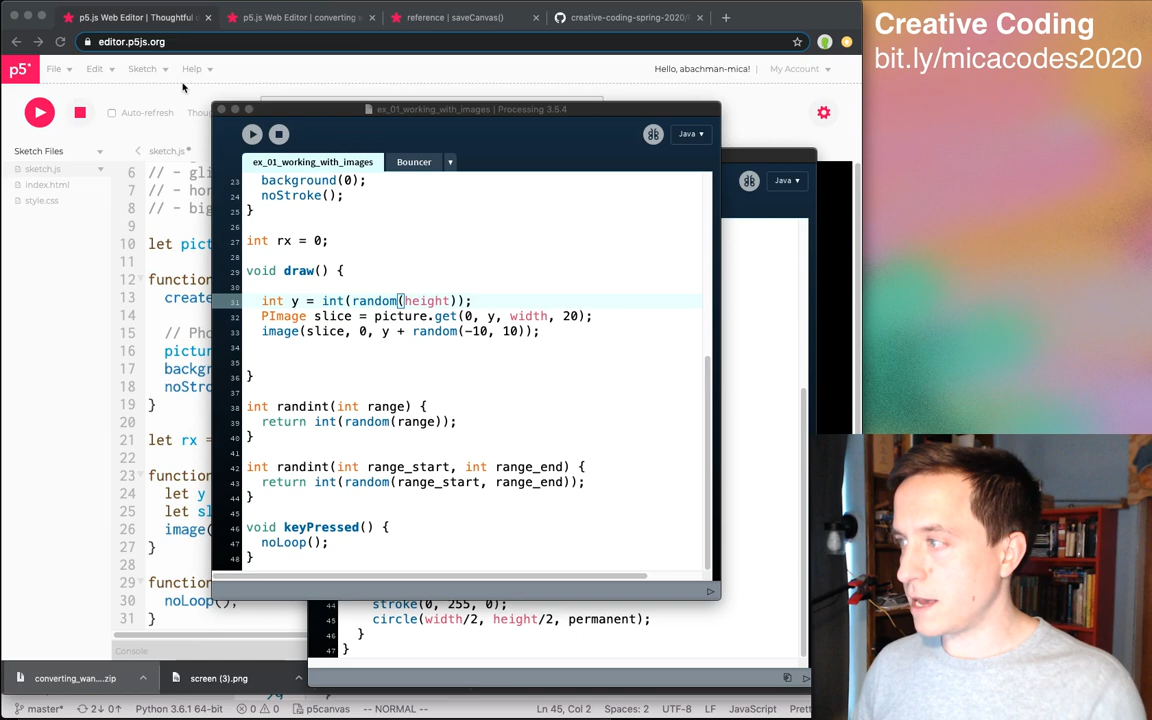 p5.js Web Editor | Thoughtful
p5.js Web Editor | converting w
reference | saveCanvas()
creative-coding-spring-2020/
Creative Coding
bit.ly/micacodes2020
editor.p5js.org
p5*
File
Edit
Sketch
Help
Hello, abachman-mica!
My Account
Auto-refresh
Sketch Files
sketch.js
index.html
style.css
sketch.js
ex_01_working_with_images | Processing 3.5.4
Java
ex_01_working_with_images
Bouncer
Java
6 // - gli
7 // - hor
8 // - big
9
10 let pict
11
12 function
13 create
14
15 // Pho
16 pictur
17 backgr
18 noStro
19 }
20
21 let rx =
22
23 function
24 let y
25 let sl
26 image(
27 }
28
29 function
30 noLoop();
31 }
23 background(0);
24 noStroke();
25 }
26
27 int rx = 0;
28
29 void draw() {
30
31 int y = int(random(height));
32 PImage slice = picture.get(0, y, width, 20);
33 image(slice, 0, y + random(-10, 10));
34
35
36 }
37
38 int randint(int range) {
39 return int(random(range));
40 }
41
42 int randint(int range_start, int range_end) {
43 return int(random(range_start, range_end));
44 }
45
46 void keyPressed() {
47 noLoop();
48 }
44 stroke(0, 255, 0);
45 circle(width/2, height/2, permanent);
46 }
47 }
Console
converting_wan....zip
screen (3).png
master*
2↓ 0↑
Python 3.6.1 64-bit
0
0
p5canvas
-- NORMAL --
Ln 45, Col 2
Spaces: 2
UTF-8
LF
JavaScript
Prett